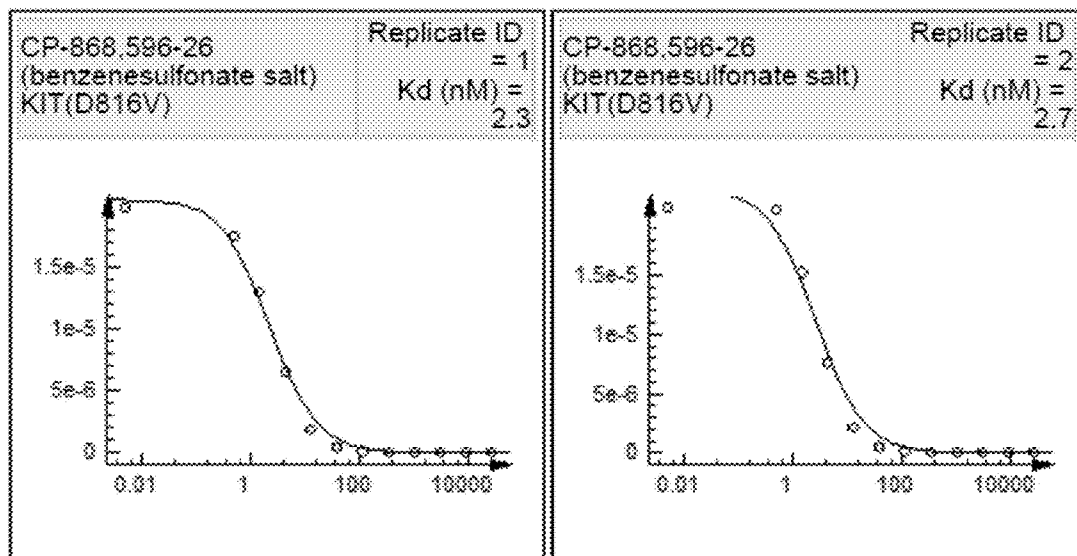 CP-868,596-26
(benzenesulfonate salt)
KIT(D816V)
Replicate ID
= 1
Kd (nM) =
2.3
1.5e-5
1e-5
5e-6
0
0.01 1 100 10000
CP-868,596-26
(benzenesulfonate salt)
KIT(D816V)
Replicate ID
= 2
Kd (nM) =
2.7
1.5e-5
1e-5
5e-6
0
0.01 1 100 10000